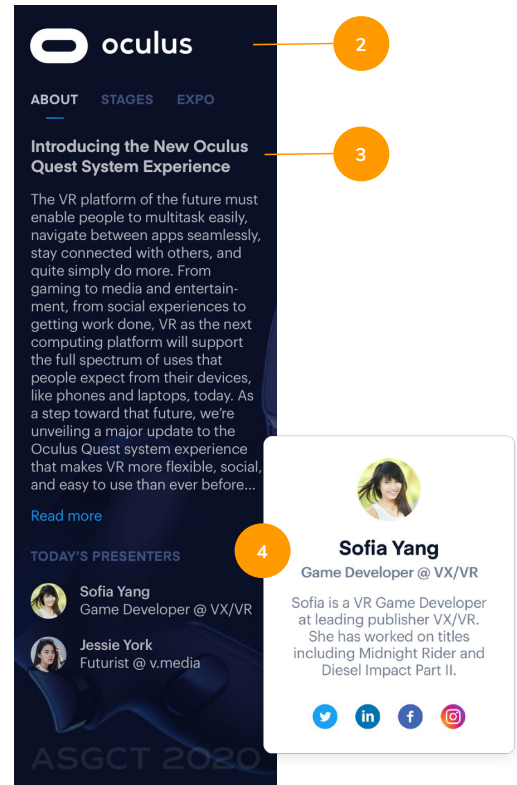 oculus
2
ABOUT STAGES EXPO
Introducing the New Oculus
Quest System Experience
3
The VR platform of the future must
enable people to multitask easily,
navigate between apps seamlessly,
stay connected with others, and
quite simply do more. From
gaming to media and entertain-
ment, from social experiences to
getting work done, VR as the next
computing platform will support
the full spectrum of uses that
people expect from their devices,
like phones and laptops, today. As
a step toward that future, we're
unveiling a major update to the
Oculus Quest system experience
that makes VR more flexible, social,
and easy to use than ever before...
Read more
TODAY'S PRESENTERS
Sofia Yang
Game Developer @ VX/VR
Jessie York
Futurist @ v.media
ASGCT 2020
4
Sofia Yang
Game Developer @ VX/VR
Sofia is a VR Game Developer
at leading publisher VX/VR.
She has worked on titles
including Midnight Rider and
Diesel Impact Part II.
in
f